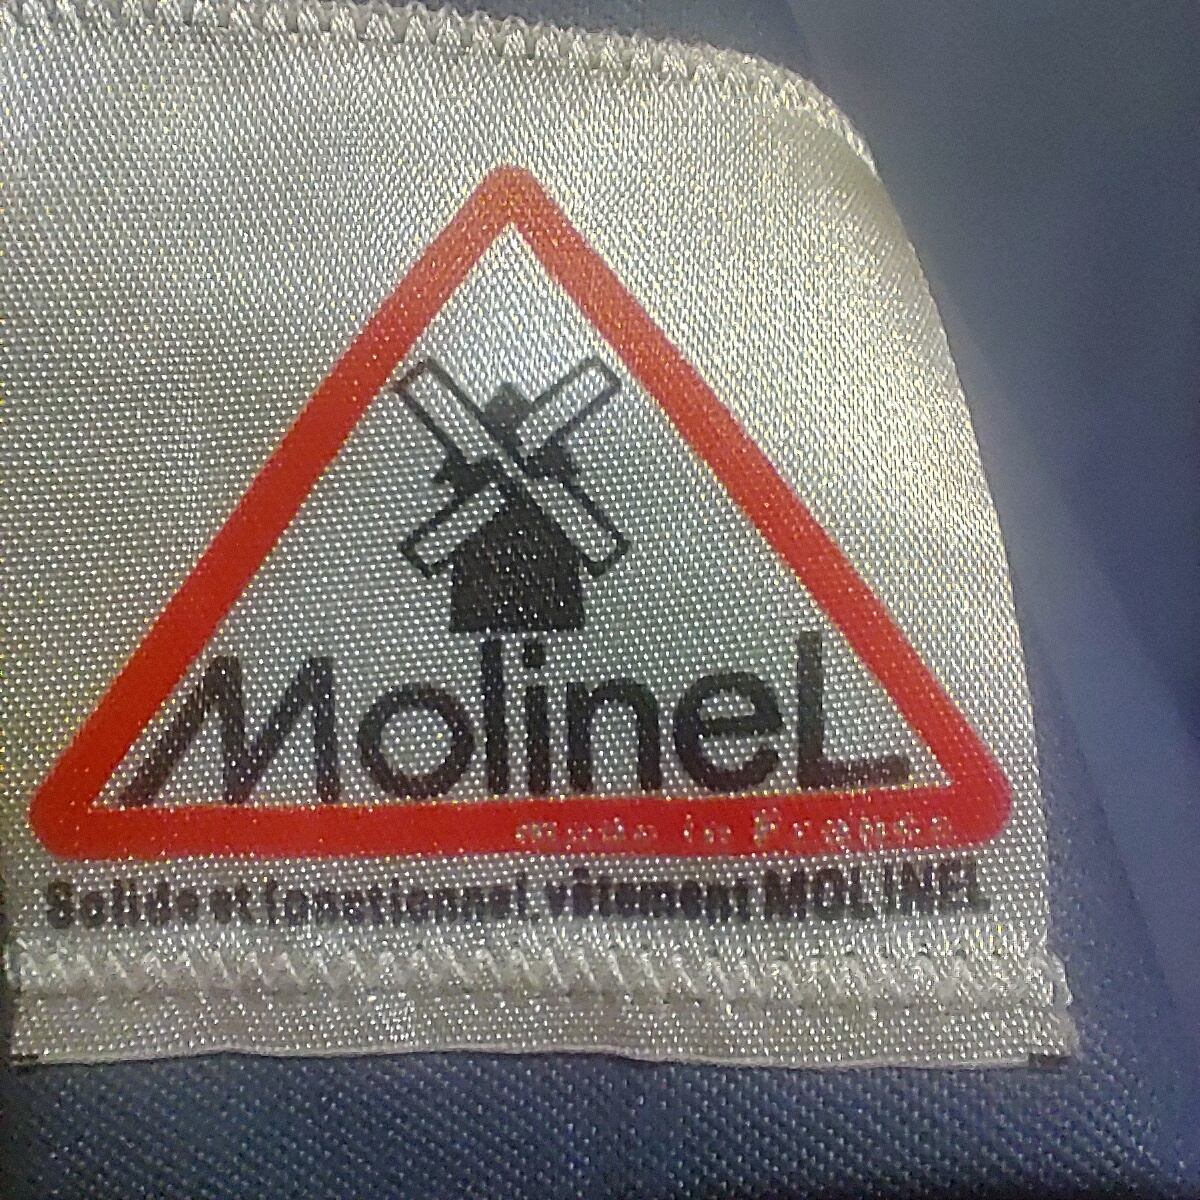 MolineL
made in France
Solide et fonctionnel vêtement MOLINEL